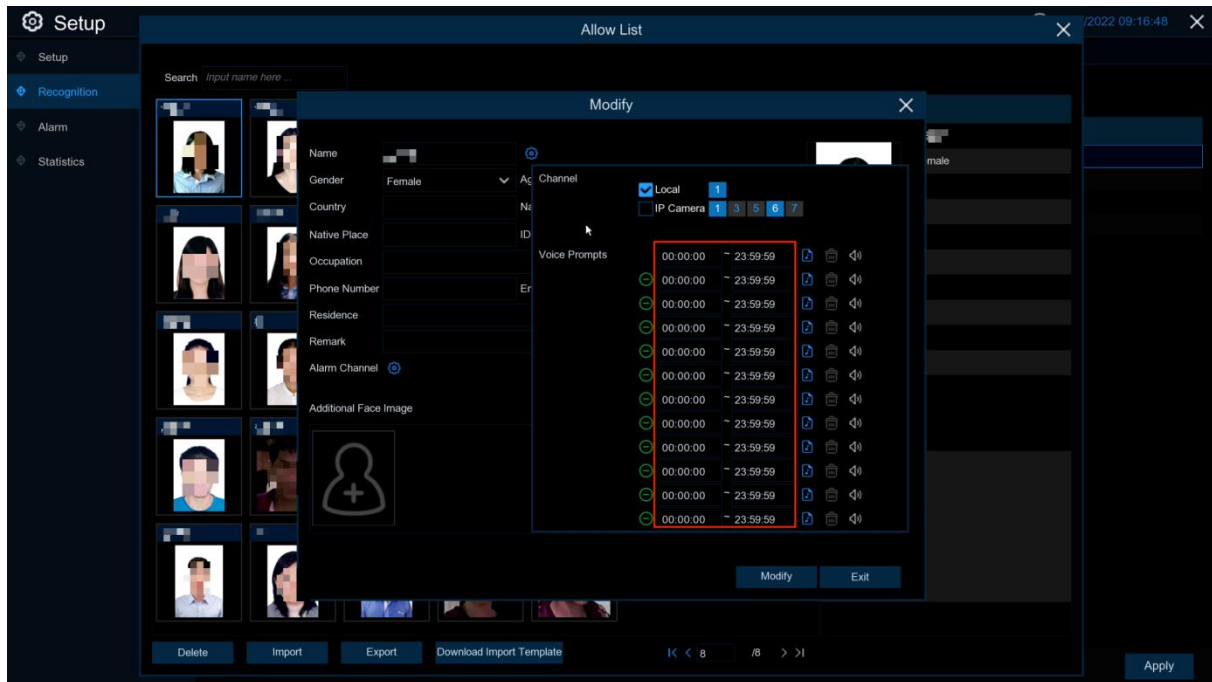 Setup
Allow List
/2022 09:16:48
Setup
Recognition
Alarm
Statistics
Search Input name here ...
Modify
Name
Gender Female Ag
Country Na
Native Place ID
Occupation
Phone Number Er
Residence
Remark
Alarm Channel
Additional Face Image
Channel
Local 1
IP Camera 1 3 5 6 7
Voice Prompts
00:00:00 ~ 23:59:59
00:00:00 ~ 23:59:59
00:00:00 ~ 23:59:59
00:00:00 ~ 23:59:59
00:00:00 ~ 23:59:59
00:00:00 ~ 23:59:59
00:00:00 ~ 23:59:59
00:00:00 ~ 23:59:59
00:00:00 ~ 23:59:59
00:00:00 ~ 23:59:59
00:00:00 ~ 23:59:59
00:00:00 ~ 23:59:59
male
Modify Exit
Delete Import Export Download Import Template
8 /8
Apply